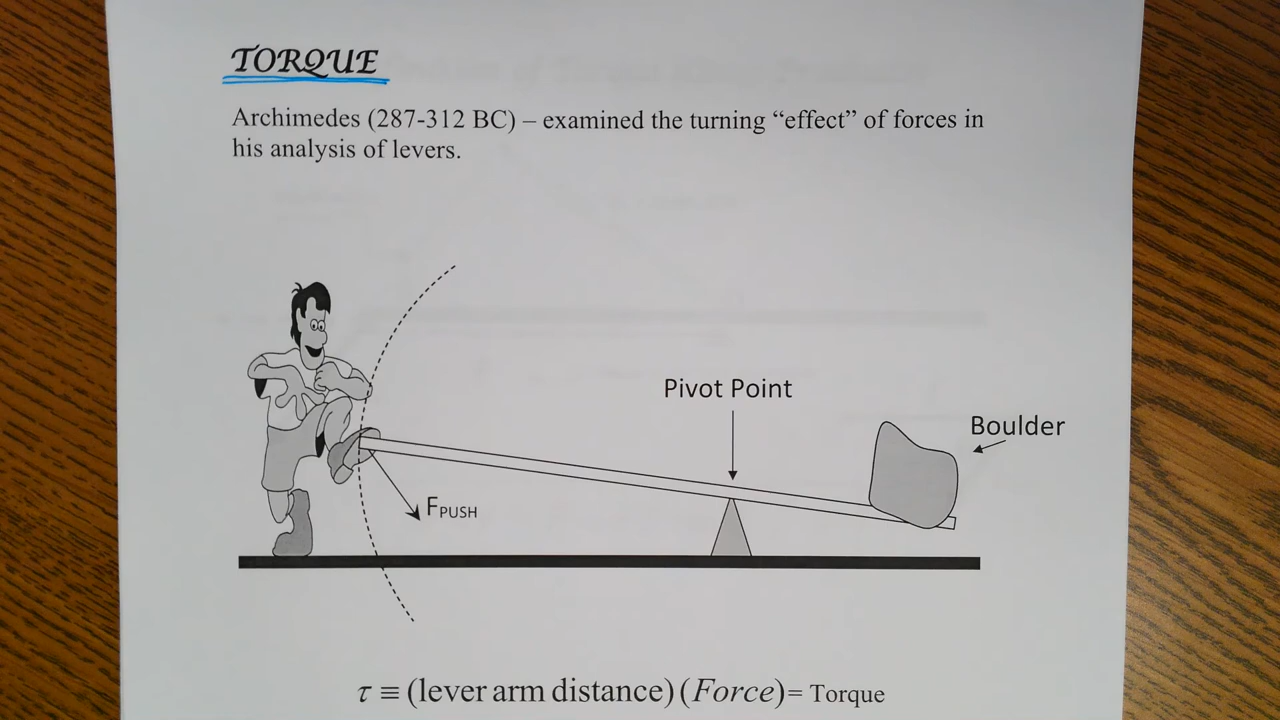 TORQUE
Archimedes (287-312 BC) – examined the turning “effect” of forces in
his analysis of levers.
Pivot Point
Boulder
FPUSH
τ ≡ (lever arm distance) (Force)= Torque